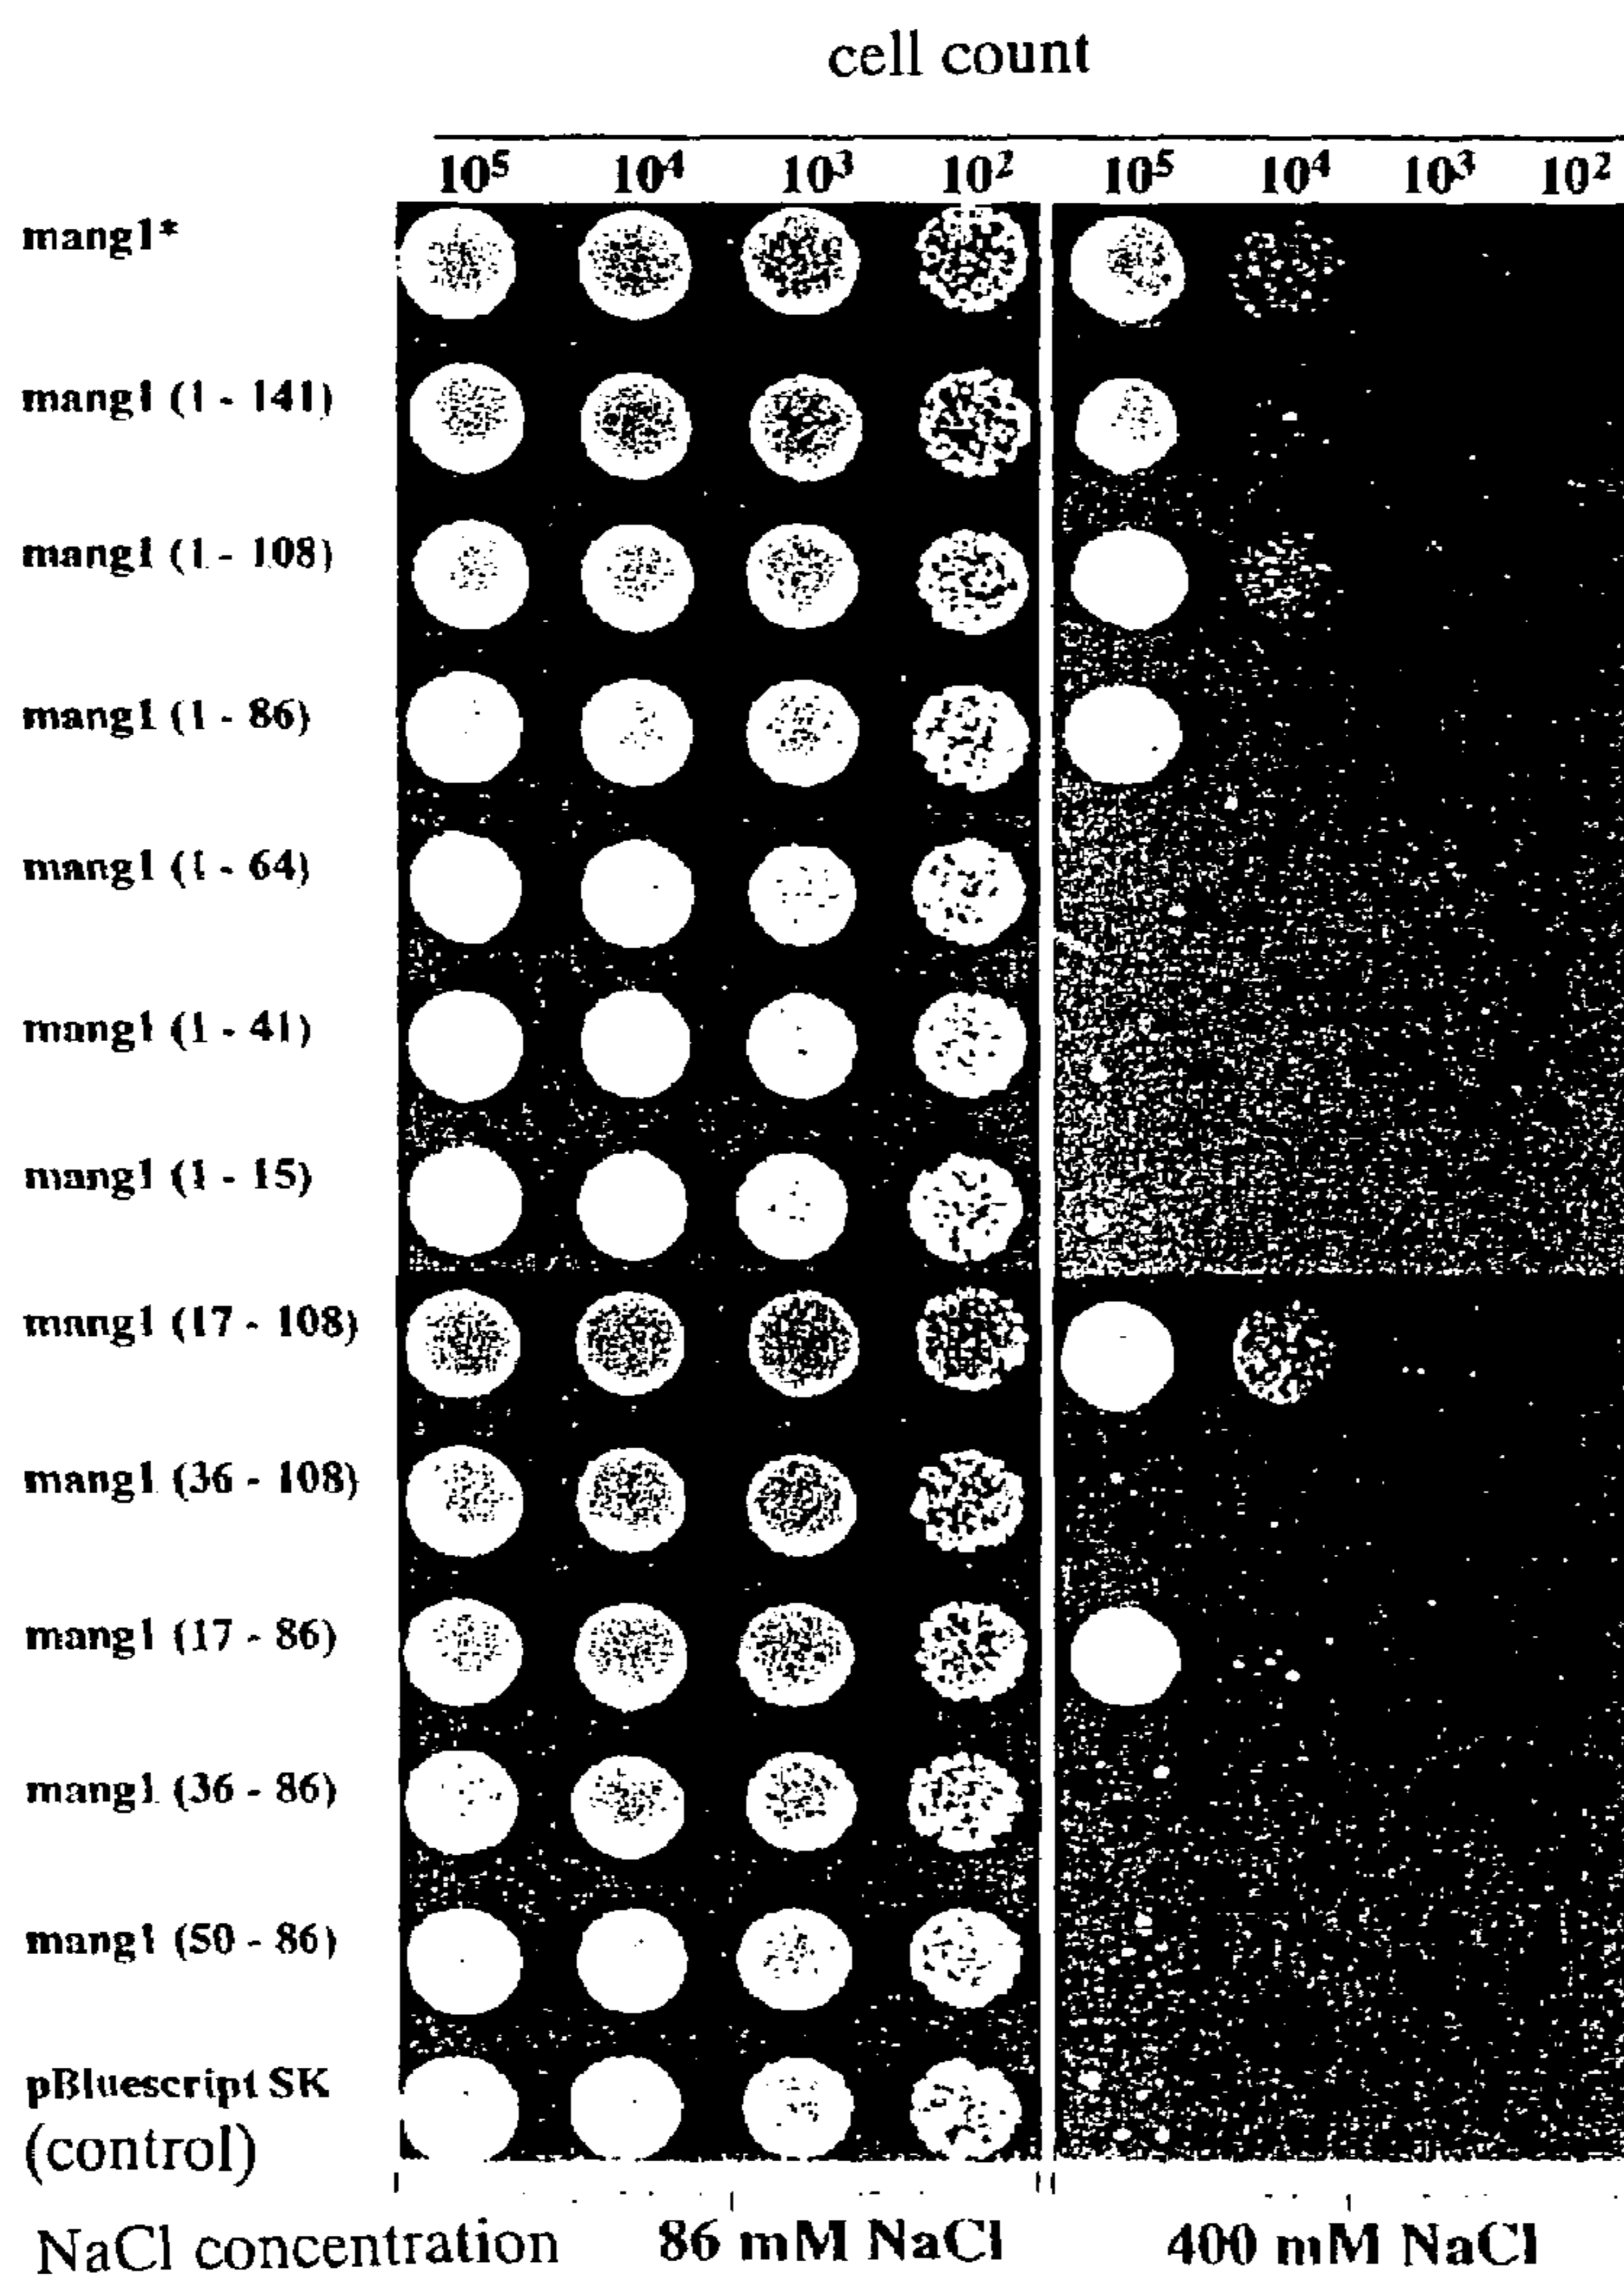 cell count
10⁵ 10⁴ 10³ 10² 10⁵ 10⁴ 10³ 10²
mang1*
mang1 (1 - 141)
mang1 (1 - 108)
mang1 (1 - 86)
mang1 (1 - 64)
mang1 (1 - 41)
mang1 (1 - 15)
mang1 (17 - 108)
mang1 (36 - 108)
mang1 (17 - 86)
mang1 (36 - 86)
mang1 (50 - 86)
pBluescript SK
(control)
NaCl concentration 86 mM NaCl 400 mM NaCl